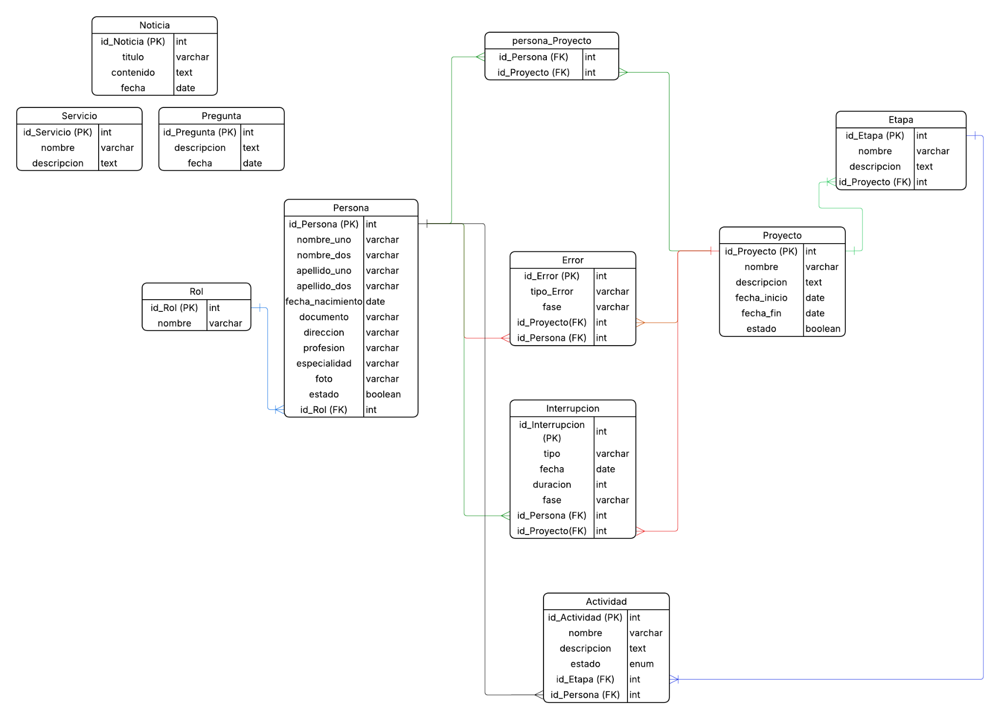 Noticia
id_Noticia (PK) int
titulo varchar
contenido text
fecha date
Servicio
id_Servicio (PK) int
nombre varchar
descripcion text
Pregunta
id_Pregunta (PK) int
descripcion text
fecha date
persona_Proyecto
id_Persona (FK) int
id_Proyecto (FK) int
Etapa
id_Etapa (PK) int
nombre varchar
descripcion text
id_Proyecto (FK) int
Persona
id_Persona (PK) int
nombre_uno varchar
nombre_dos varchar
apellido_uno varchar
apellido_dos varchar
fecha_nacimiento date
documento varchar
direccion varchar
profesion varchar
especialidad varchar
foto varchar
estado boolean
id_Rol (FK) int
Rol
id_Rol (PK) int
nombre varchar
Error
id_Error (PK) int
tipo_Error varchar
fase varchar
id_Proyecto(FK) int
id_Persona (FK) int
Proyecto
id_Proyecto (PK) int
nombre varchar
descripcion text
fecha_inicio date
fecha_fin date
estado boolean
Interrupcion
id_Interrupcion
(PK) int
tipo varchar
fecha date
duracion int
fase varchar
id_Persona (FK) int
id_Proyecto(FK) int
Actividad
id_Actividad (PK) int
nombre varchar
descripcion text
estado enum
id_Etapa (FK) int
id_Persona (FK) int